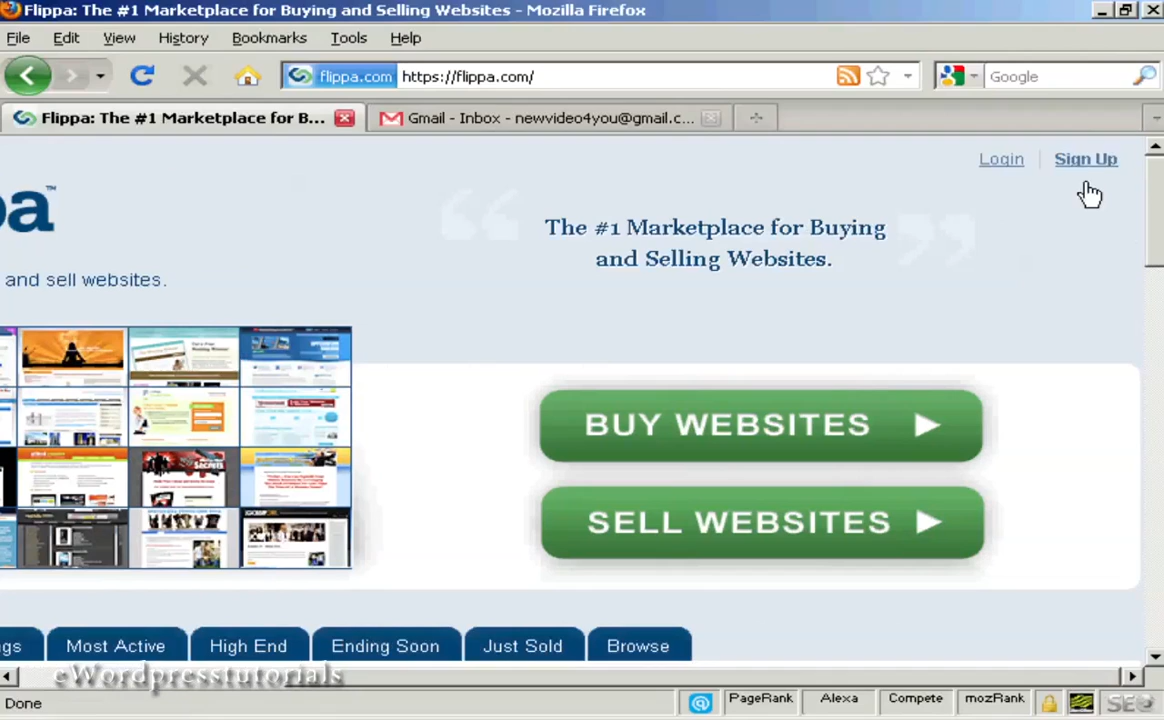 Flippa: The #1 Marketplace for Buying and Selling Websites - Mozilla Firefox
File Edit View History Bookmarks Tools Help
flippa.com https://flippa.com/ Google
Flippa: The #1 Marketplace for B... Gmail - Inbox - newvideo4you@gmail.c...
Login Sign Up
pa™
The #1 Marketplace for Buying
and Selling Websites.
and sell websites.
BUY WEBSITES
SELL WEBSITES
gs Most Active High End Ending Soon Just Sold Browse
eWordpresstutorials
Done PageRank Alexa Compete mozRank SEO